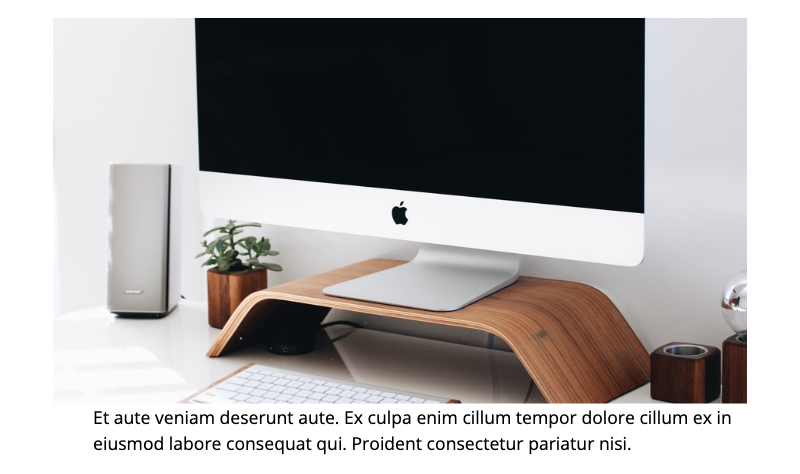 Et aute veniam deserunt aute. Ex culpa enim cillum tempor dolore cillum ex in
eiusmod labore consequat qui. Proident consectetur pariatur nisi.